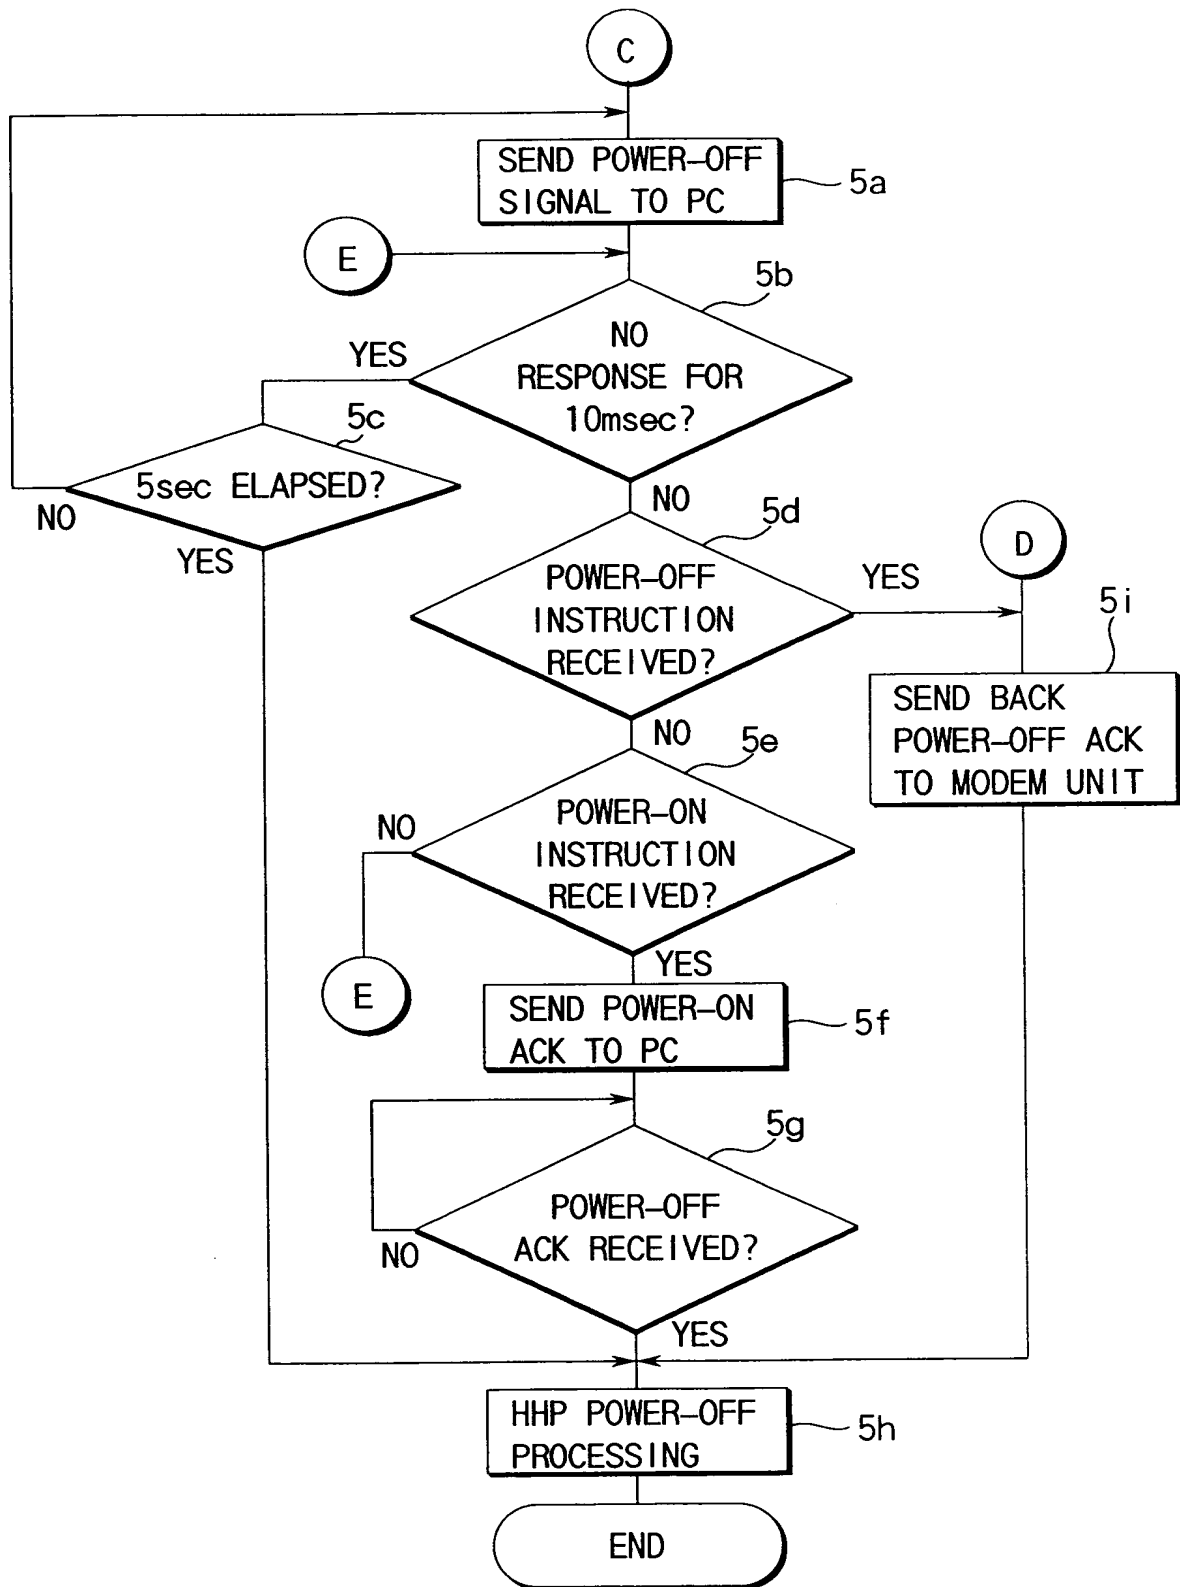 C
SEND POWER-OFF
SIGNAL TO PC
5a
E
5b
NO
RESPONSE FOR
10msec?
YES
5c
5sec ELAPSED?
NO
YES
NO
5d
POWER-OFF
INSTRUCTION
RECEIVED?
YES
D
5i
SEND BACK
POWER-OFF ACK
TO MODEM UNIT
NO
5e
POWER-ON
INSTRUCTION
RECEIVED?
NO
E
YES
SEND POWER-ON
ACK TO PC
5f
5g
POWER-OFF
ACK RECEIVED?
NO
YES
HHP POWER-OFF
PROCESSING
5h
END